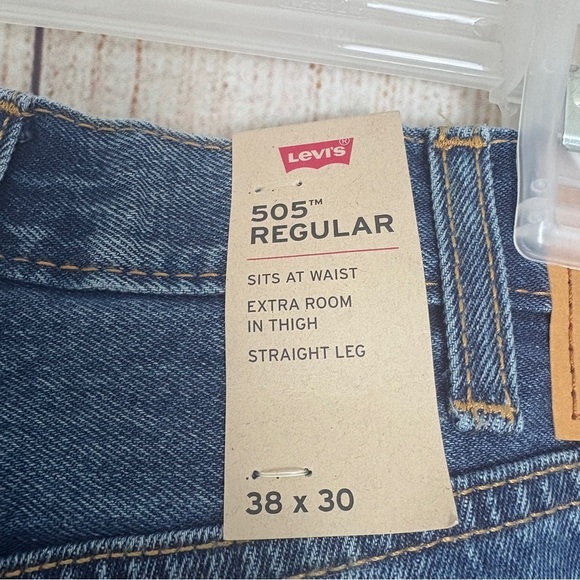 Levi's®
505™
REGULAR
SITS AT WAIST
EXTRA ROOM
IN THIGH
STRAIGHT LEG
38 x 30